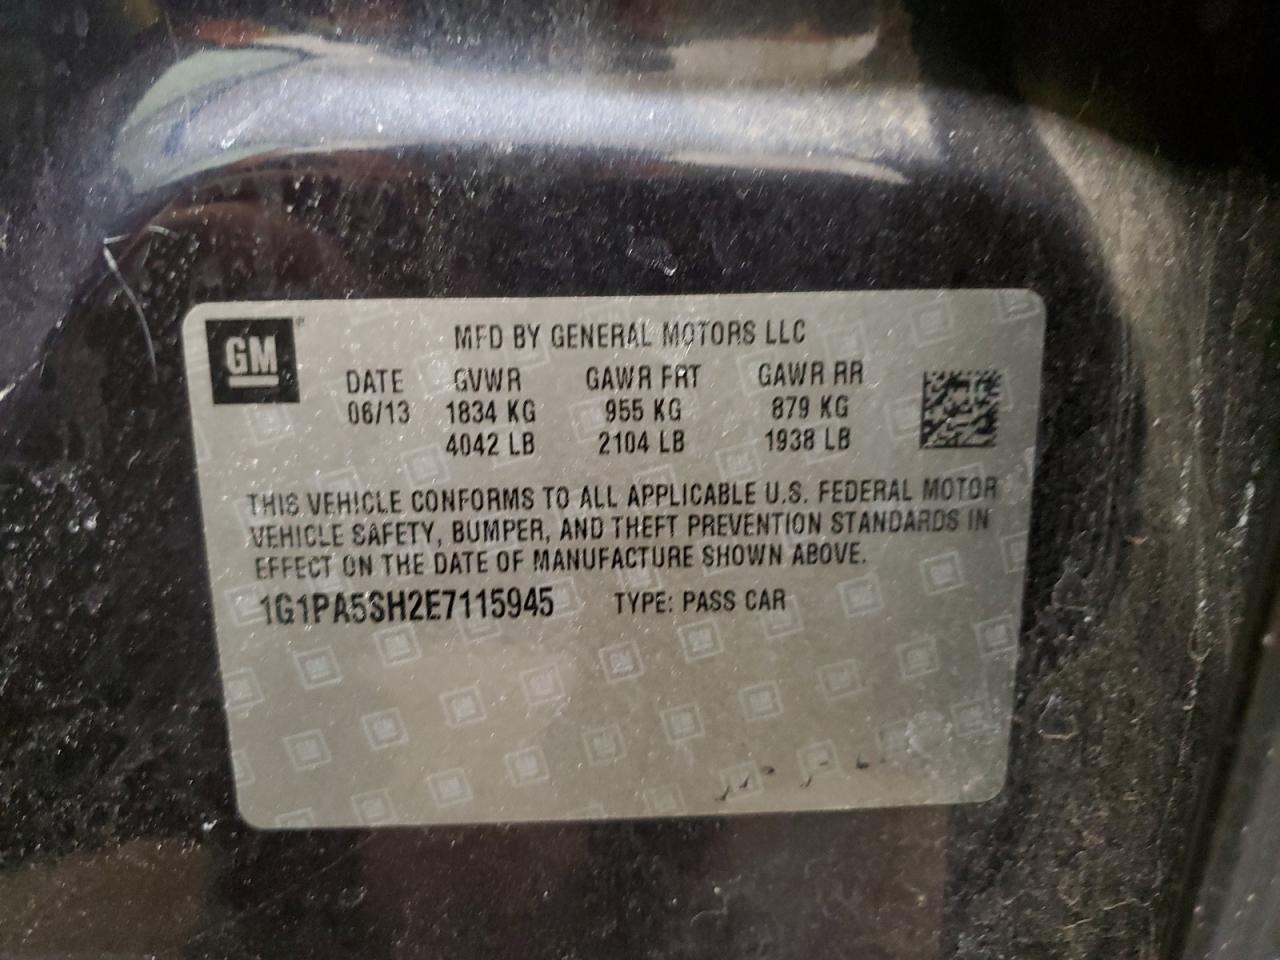 GM
MFD BY GENERAL MOTORS LLC
DATE GVWR GAWR FRT GAWR RR
06/13 1834 KG 955 KG 879 KG
4042 LB 2104 LB 1938 LB
THIS VEHICLE CONFORMS TO ALL APPLICABLE U.S. FEDERAL MOTOR
VEHICLE SAFETY, BUMPER, AND THEFT PREVENTION STANDARDS IN
EFFECT ON THE DATE OF MANUFACTURE SHOWN ABOVE.
1G1PA5SH2E7115945 TYPE: PASS CAR